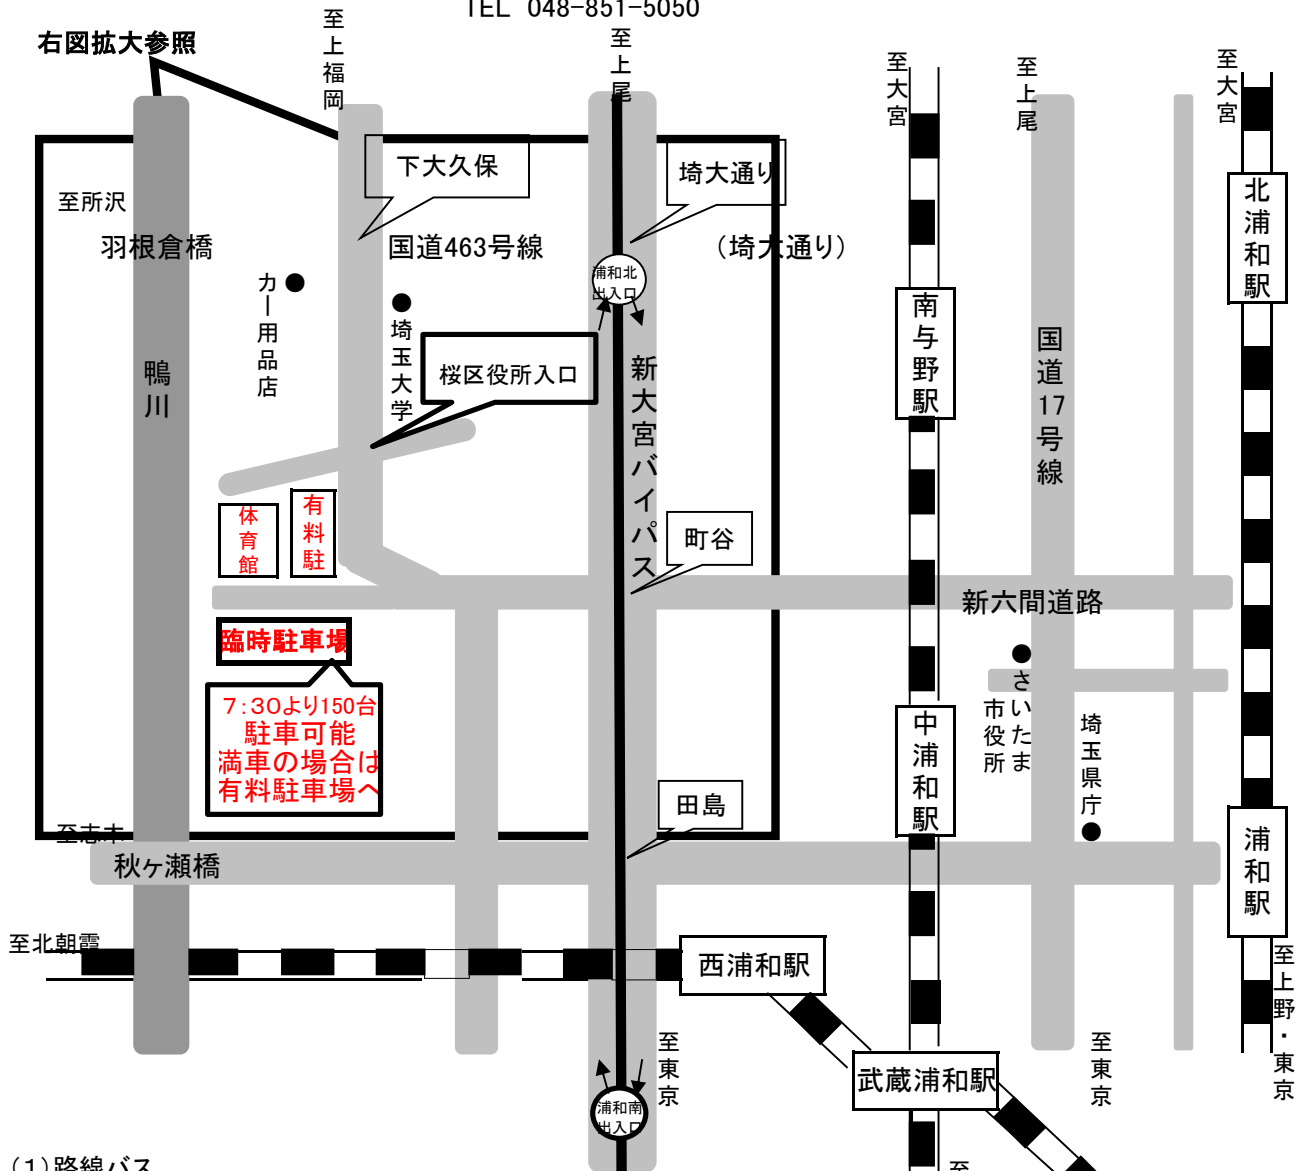 TEL 048-851-5050
右図拡大参照
至上福岡
至上尾
至大宮
至上尾
至大宮
下大久保
埼大通り
至所沢
羽根倉橋
国道463号線
（埼大通り）
北浦和駅
カー用品店
埼玉大学
浦和北
出入口
南与野駅
国道17号線
鴨川
桜区役所入口
新大宮バイパス
体育館
有料駐
町谷
新六間道路
臨時駐車場
7:30より150台
駐車可能
満車の場合は
有料駐車場へ
さいたま
市役所
埼玉県庁
中浦和駅
田島
浦和駅
至志木
秋ヶ瀬橋
至北朝霞
西浦和駅
至上野・東京
至東京
至東京
武蔵浦和駅
浦和南
出入口
（1）路線バス
至